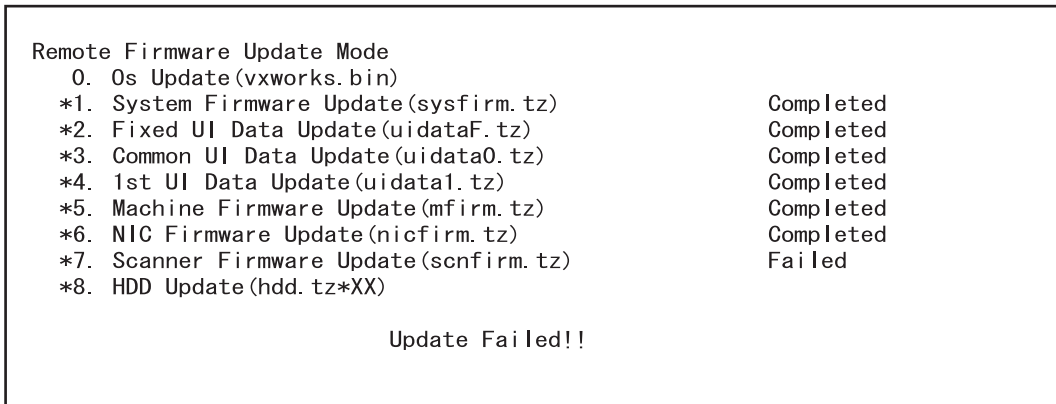 Remote Firmware Update Mode
0. Os Update(vxworks.bin)
*1. System Firmware Update(sysfirm.tz) Completed
*2. Fixed UI Data Update(uidataF.tz) Completed
*3. Common UI Data Update(uidata0.tz) Completed
*4. 1st UI Data Update(uidata1.tz) Completed
*5. Machine Firmware Update(mfirm.tz) Completed
*6. NIC Firmware Update(nicfirm.tz) Completed
*7. Scanner Firmware Update(scnfirm.tz) Failed
*8. HDD Update(hdd.tz*XX)
Update Failed!!